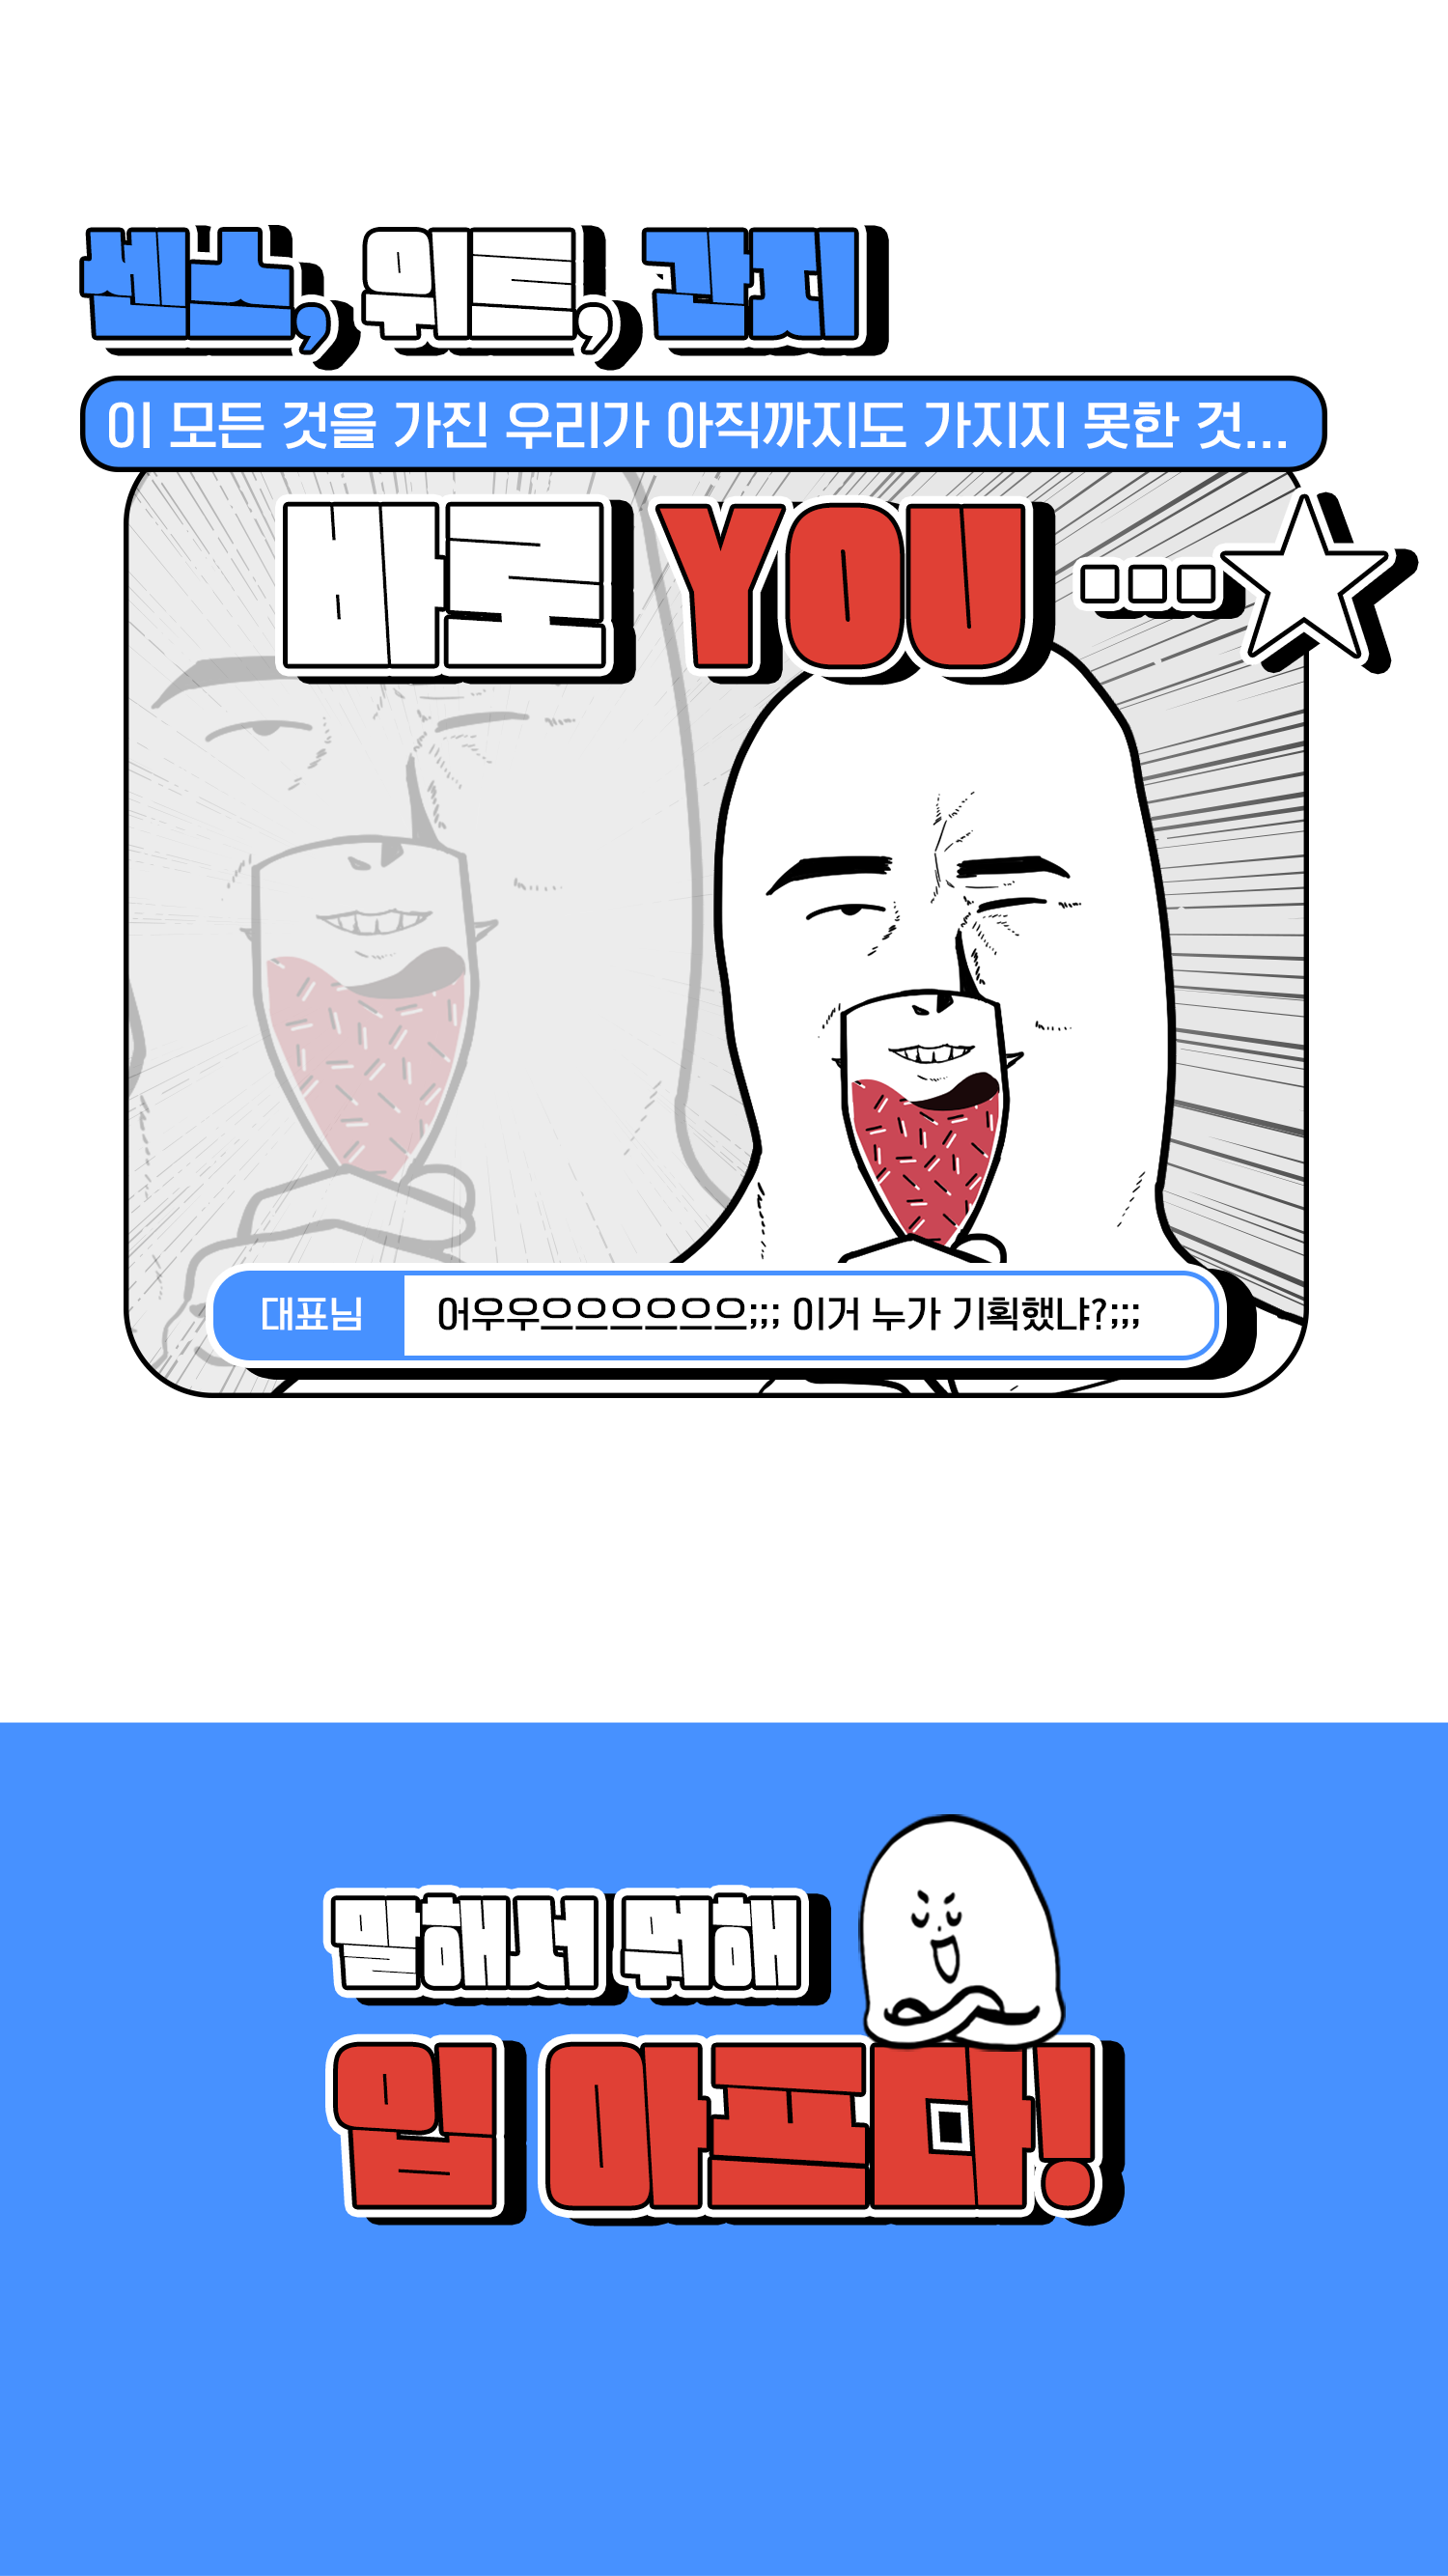 센스, 위트, 간지
이 모든 것을 가진 우리가 아직까지도 가지지 못한 것...
바로 YOU ...☆
대표님 어우우으으으으으으;;; 이거 누가 기획했냐?;;;
말해서 뭐해
입 아프다!